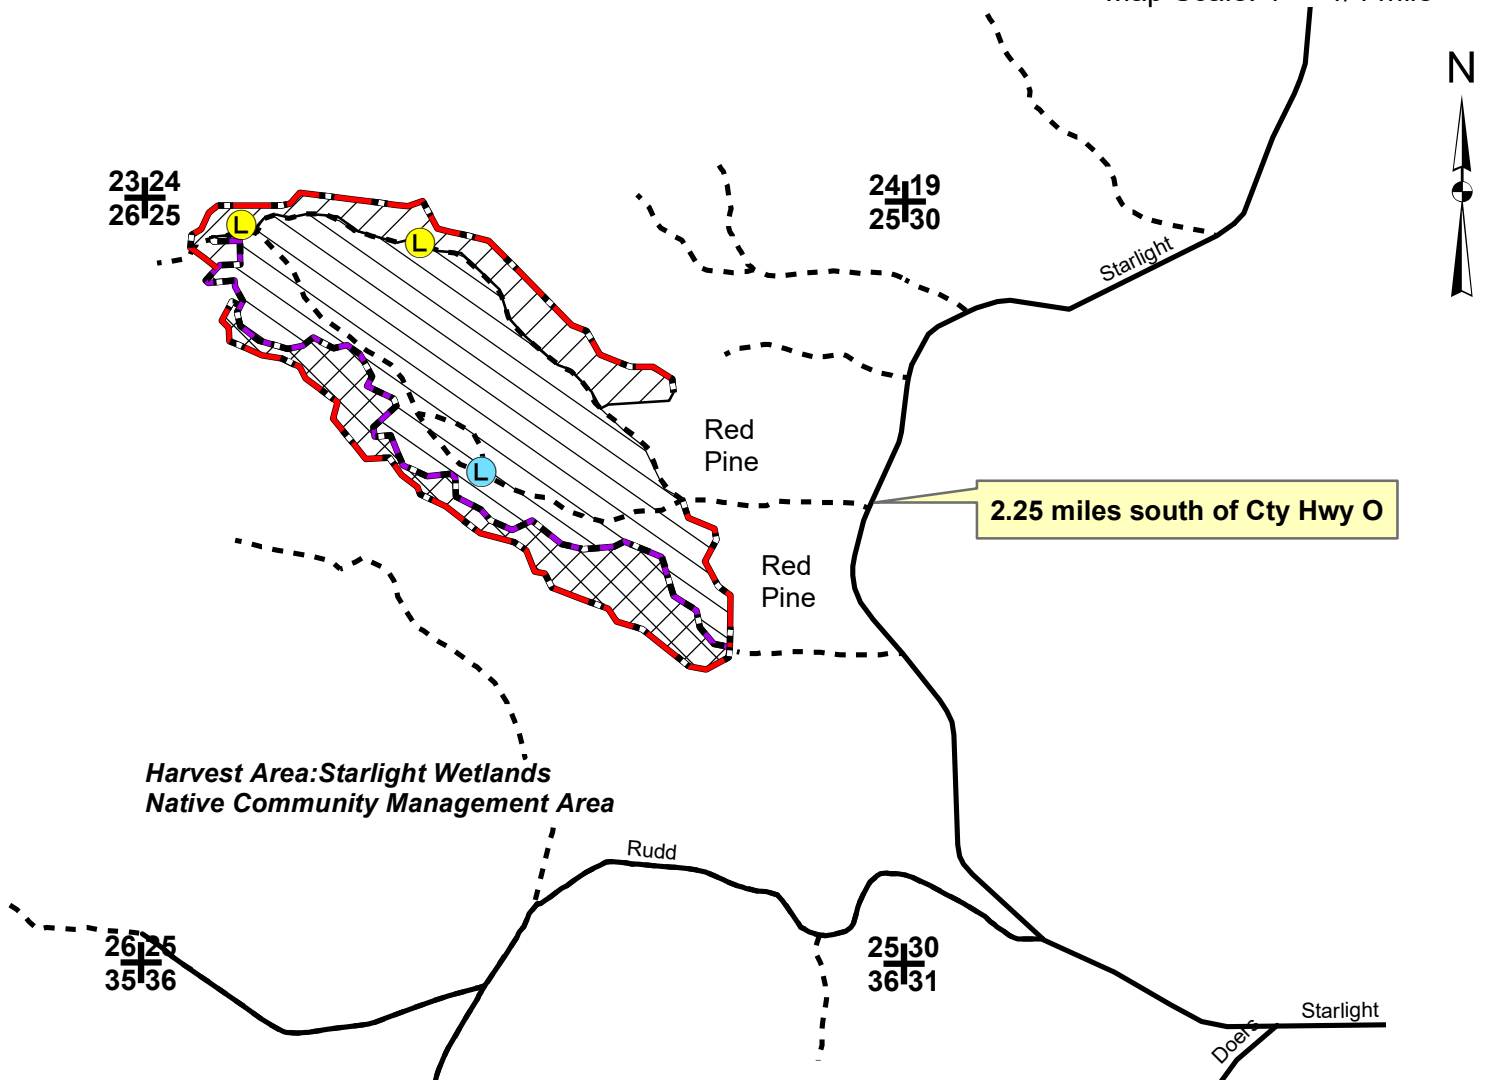 N
23 24
26 25
24 19
25 30
L
L
Starlight
Red
Pine
L
2.25 miles south of Cty Hwy O
Red
Pine
Harvest Area:Starlight Wetlands
Native Community Management Area
Rudd
26 25
35 36
25 30
36 31
Starlight
Doers